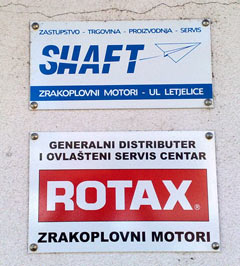 ZASTUPSTVO - TRGOVINA - PROIZVODNJA - SERVIS
SHAFT
ZRAKOPLOVNI MOTORI - UL LETJELICE
GENERALNI DISTRIBUTER
I OVLAŠTENI SERVIS CENTAR
ROTAX®
ZRAKOPLOVNI MOTORI